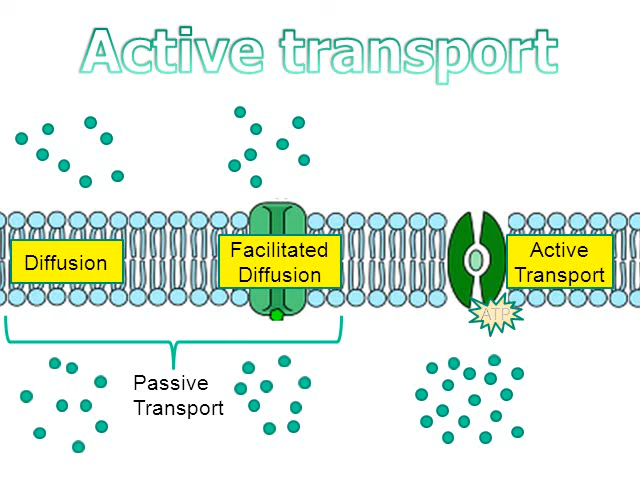 Active transport
Diffusion
Facilitated
Diffusion
Active
Transport
ATP
Passive
Transport